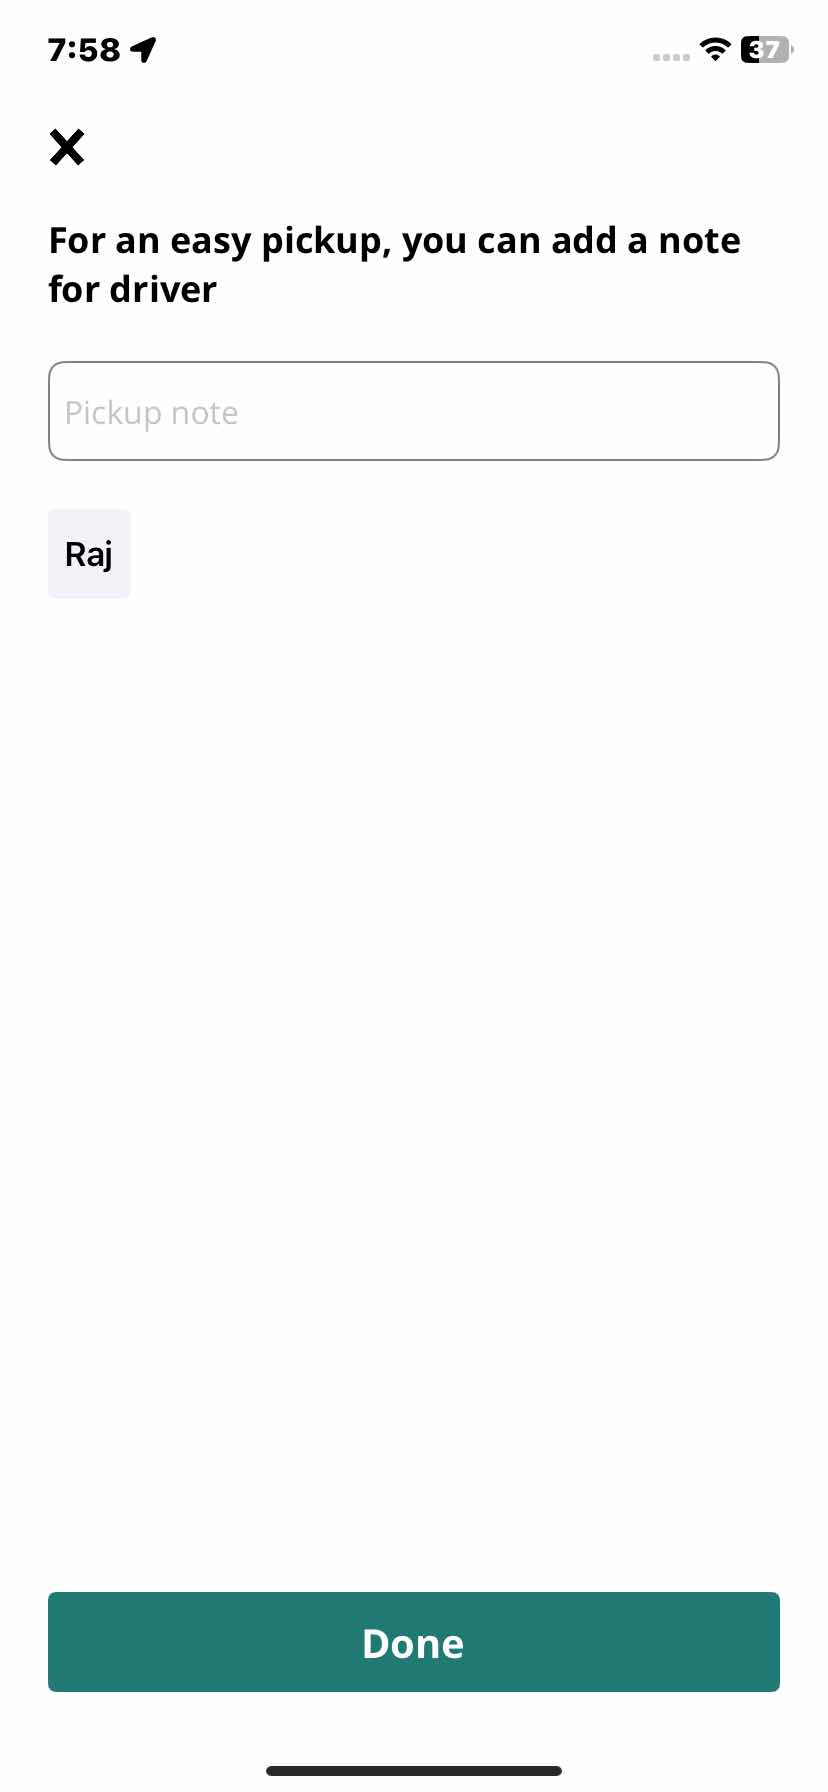 7:58
37
For an easy pickup, you can add a note
for driver
Pickup note
Raj
Done